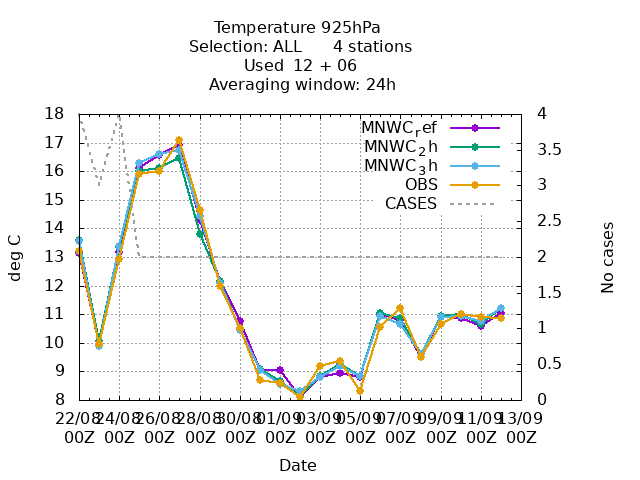 Temperature 925hPa
Selection: ALL 4 stations
Used 12 + 06
Averaging window: 24h
18
17
16
15
14
13
12
11
10
9
8
4
3.5
3
2.5
2
1.5
1
0.5
0
MNWCref
MNWC2h
MNWC3h
OBS
CASES
deg C
No cases
22/08 24/08 26/08 28/08 30/08 01/09 03/09 05/09 07/09 09/09 11/09 13/09
00Z 00Z 00Z 00Z 00Z 00Z 00Z 00Z 00Z 00Z 00Z 00Z
Date